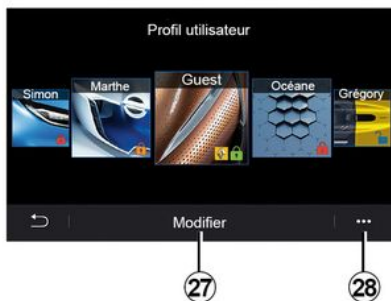 Profil utilisateur
Simon
Marthe
Guest
Océane
Grégory
Modifier
27
28